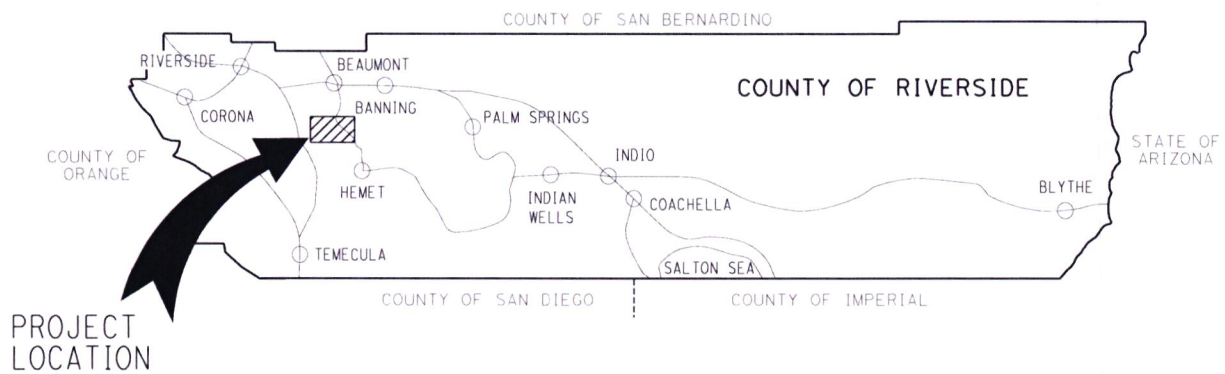 COUNTY OF SAN BERNARDINO
RIVERSIDE
BEAUMONT
COUNTY OF RIVERSIDE
CORONA
BANNING
PALM SPRINGS
COUNTY OF
ORANGE
STATE OF
ARIZONA
INDIO
HEMET
INDIAN
WELLS
COACHELLA
BLYTHE
TEMECULA
SALTON SEA
COUNTY OF SAN DIEGO
COUNTY OF IMPERIAL
PROJECT
LOCATION